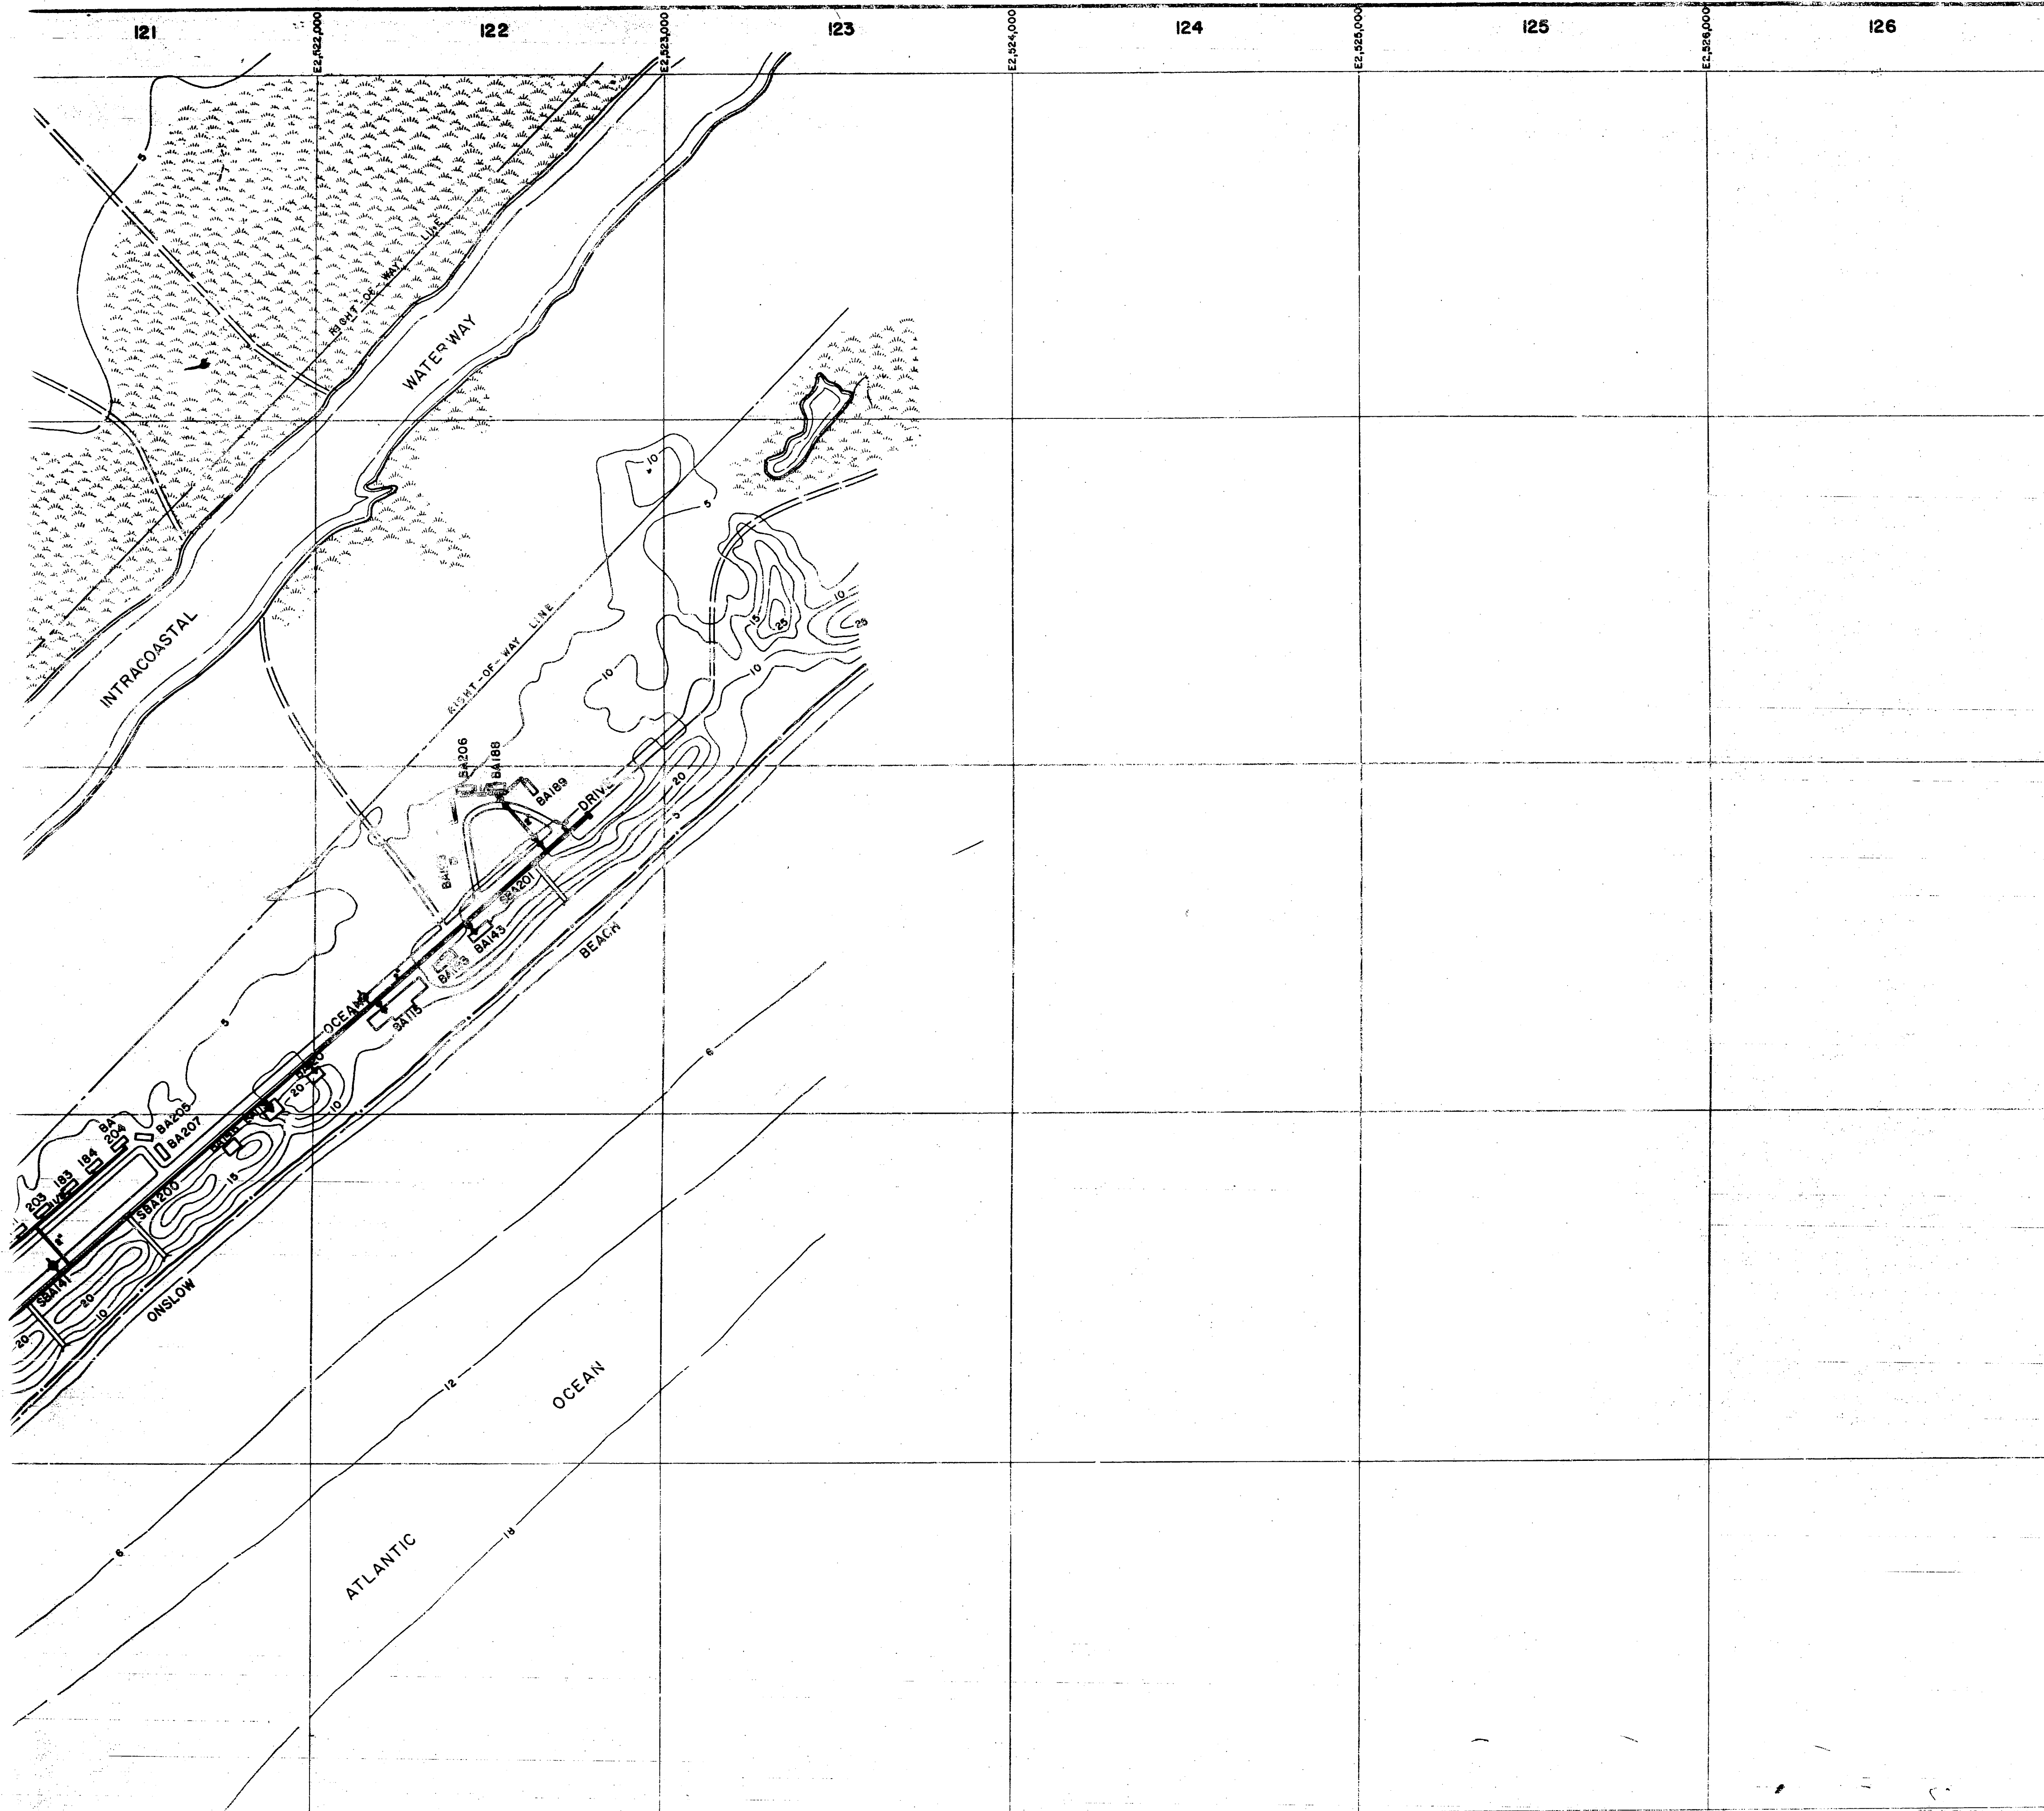 121
122
123
124
125
126
E2,522,000
E2,523,000
E2,524,000
E2,525,000
E2,526,000
5
RIGHT-OF-WAY LINE
WATERWAY
INTRACOASTAL
10
5
10
15
25
25
10
10
RIGHT-OF-WAY LINE
BA206
BA188
BA189
DRIVE
20
5
SBA201
BA143
BEACH
OCEAN
BA115
5
20
10
BA
204
BA205
BA207
184
183
203
15
SBA200
SBA141
20
10
20
ONSLOW
6
12
OCEAN
18
6
ATLANTIC